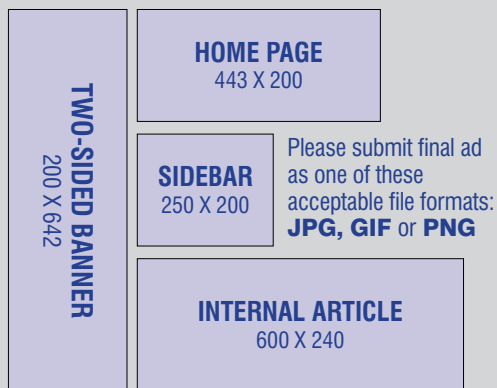 TWO-SIDED BANNER
200 X 642
HOME PAGE
443 X 200
SIDEBAR
250 X 200
Please submit final ad
as one of these
acceptable file formats:
JPG, GIF or PNG
INTERNAL ARTICLE
600 X 240